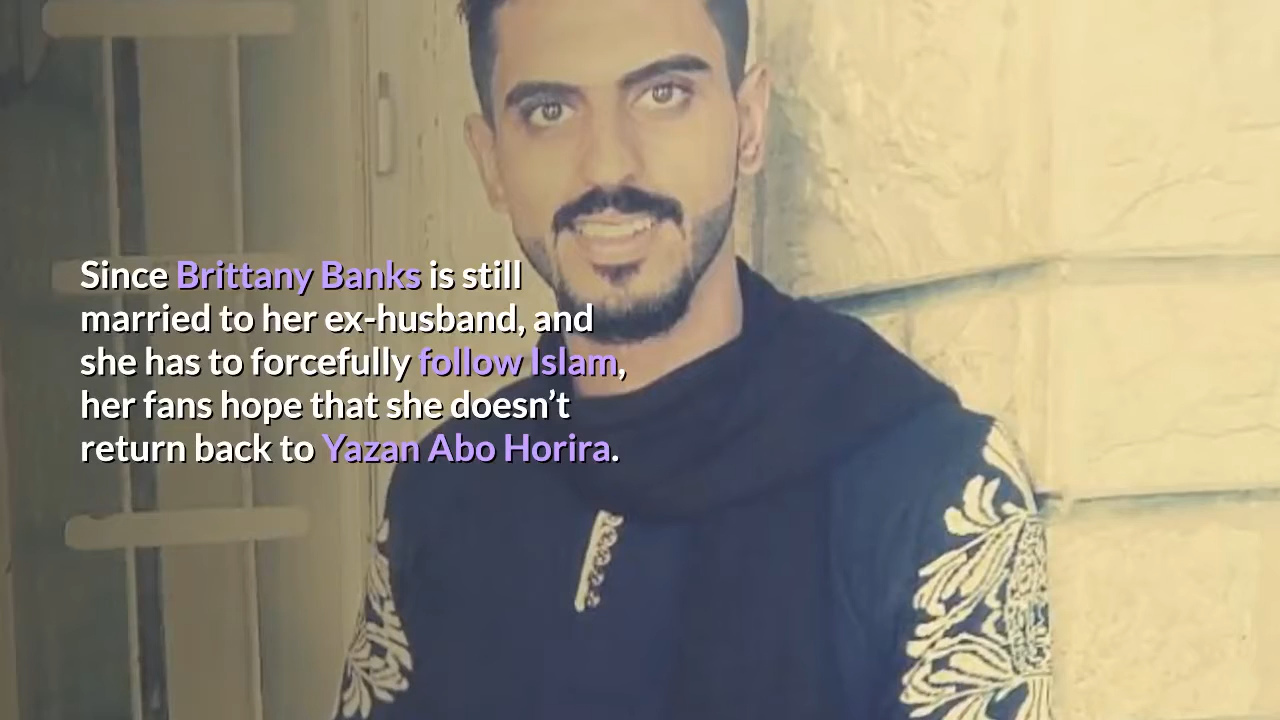 Since Brittany Banks is still
married to her ex-husband, and
she has to forcefully follow Islam,
her fans hope that she doesn’t
return back to Yazan Abo Horira.